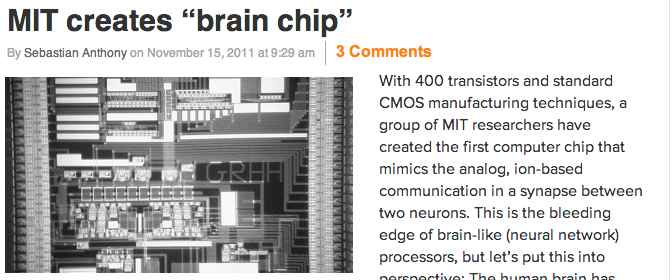 MIT creates “brain chip”
By Sebastian Anthony on November 15, 2011 at 9:29 am 3 Comments
With 400 transistors and standard
CMOS manufacturing techniques, a
group of MIT researchers have
created the first computer chip that
mimics the analog, ion-based
communication in a synapse between
two neurons. This is the bleeding
edge of brain-like (neural network)
processors, but let’s put this into
perspective: The human brain has
GRHH